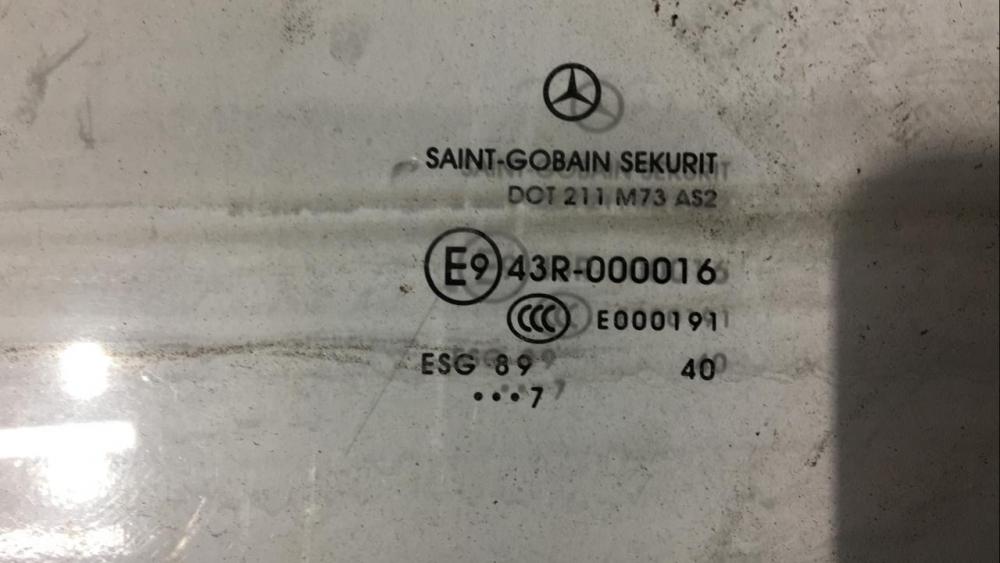 SAINT-GOBAIN SEKURIT
DOT 211 M73 AS2
E9 43R-000016
CCC E000191
ESG 89 40
•••7